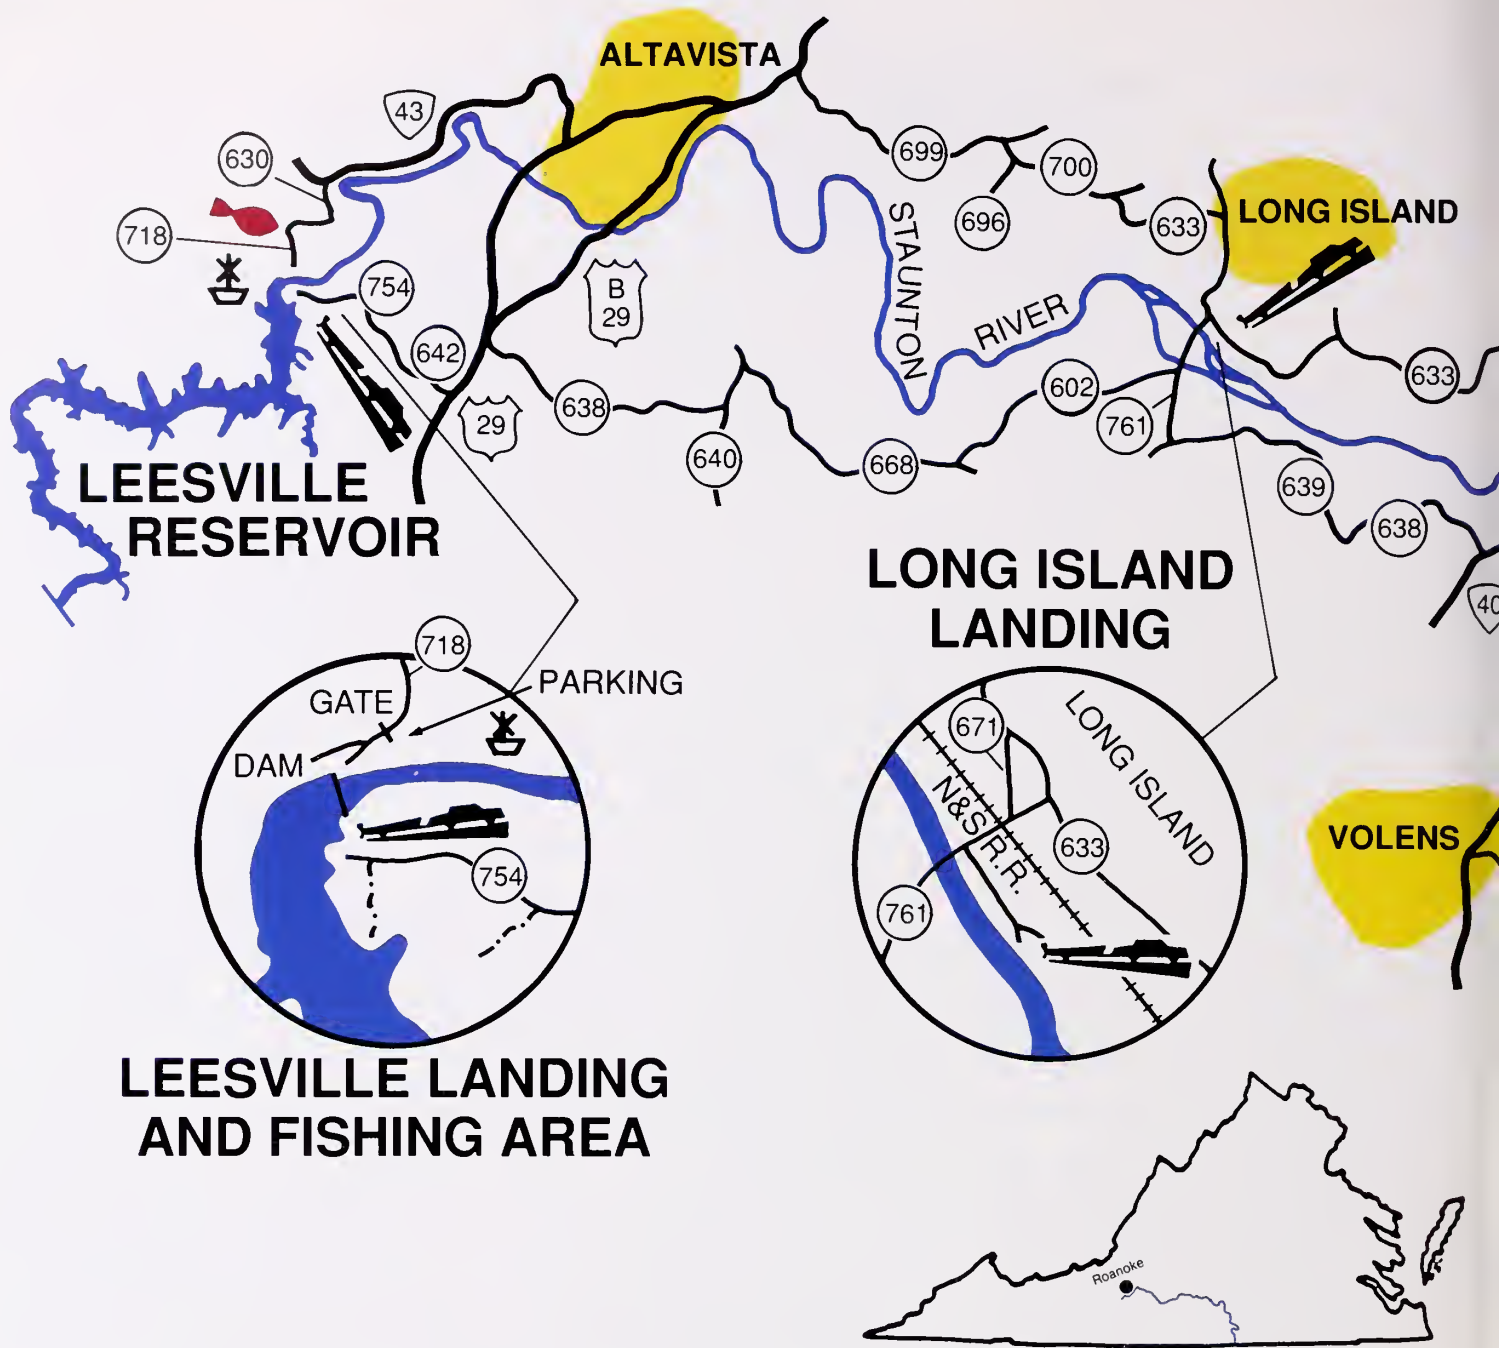 ALTAVISTA
43
630
718
754
642
B
29
29
638
640
668
602
761
699
696
700
633
LONG ISLAND
STAUNTON
RIVER
633
639
638
40
LEESVILLE
RESERVOIR
LONG ISLAND
LANDING
718
GATE
PARKING
DAM
754
LEESVILLE LANDING
AND FISHING AREA
671
LONG ISLAND
N&S R.R.
633
761
VOLENS
Roanoke